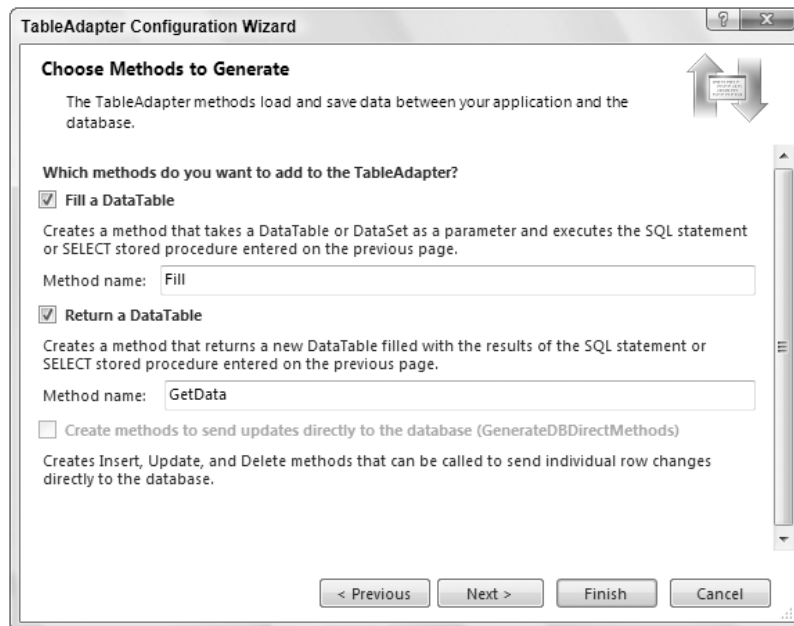 TableAdapter Configuration Wizard
Choose Methods to Generate
The TableAdapter methods load and save data between your application and the
database.
Which methods do you want to add to the TableAdapter?
Fill a DataTable
Creates a method that takes a DataTable or DataSet as a parameter and executes the SQL statement
or SELECT stored procedure entered on the previous page.
Method name: Fill
Return a DataTable
Creates a method that returns a new DataTable filled with the results of the SQL statement or
SELECT stored procedure entered on the previous page.
Method name: GetData
Create methods to send updates directly to the database (GenerateDBDirectMethods)
Creates Insert, Update, and Delete methods that can be called to send individual row changes
directly to the database.
< Previous Next > Finish Cancel